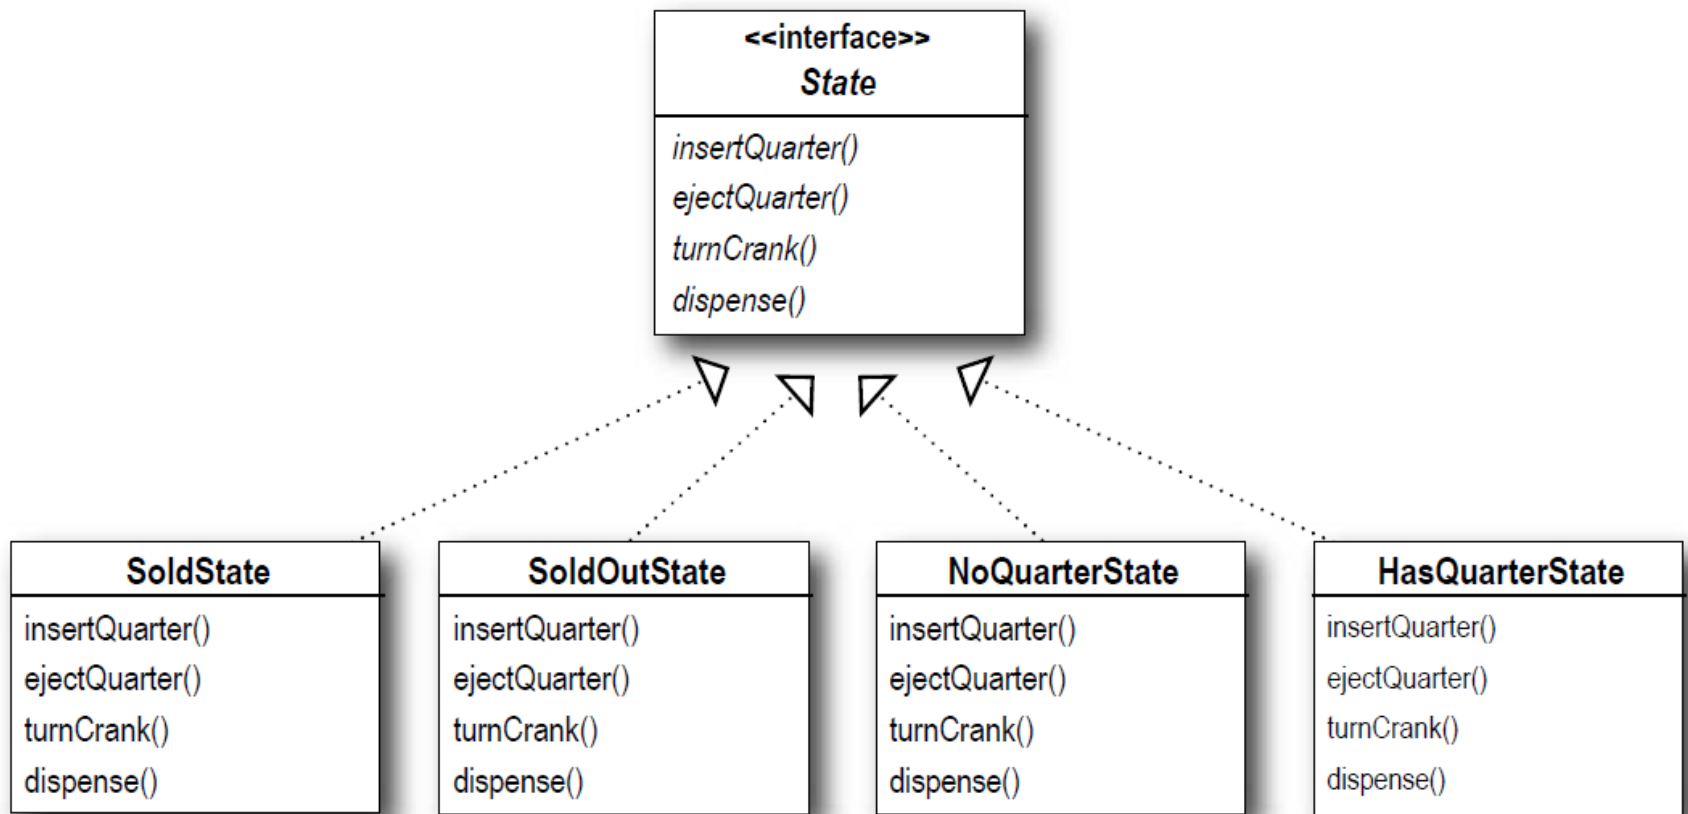 <<interface>>
State
insertQuarter()
ejectQuarter()
turnCrank()
dispense()
SoldState
insertQuarter()
ejectQuarter()
turnCrank()
dispense()
SoldOutState
insertQuarter()
ejectQuarter()
turnCrank()
dispense()
NoQuarterState
insertQuarter()
ejectQuarter()
turnCrank()
dispense()
HasQuarterState
insertQuarter()
ejectQuarter()
turnCrank()
dispense()